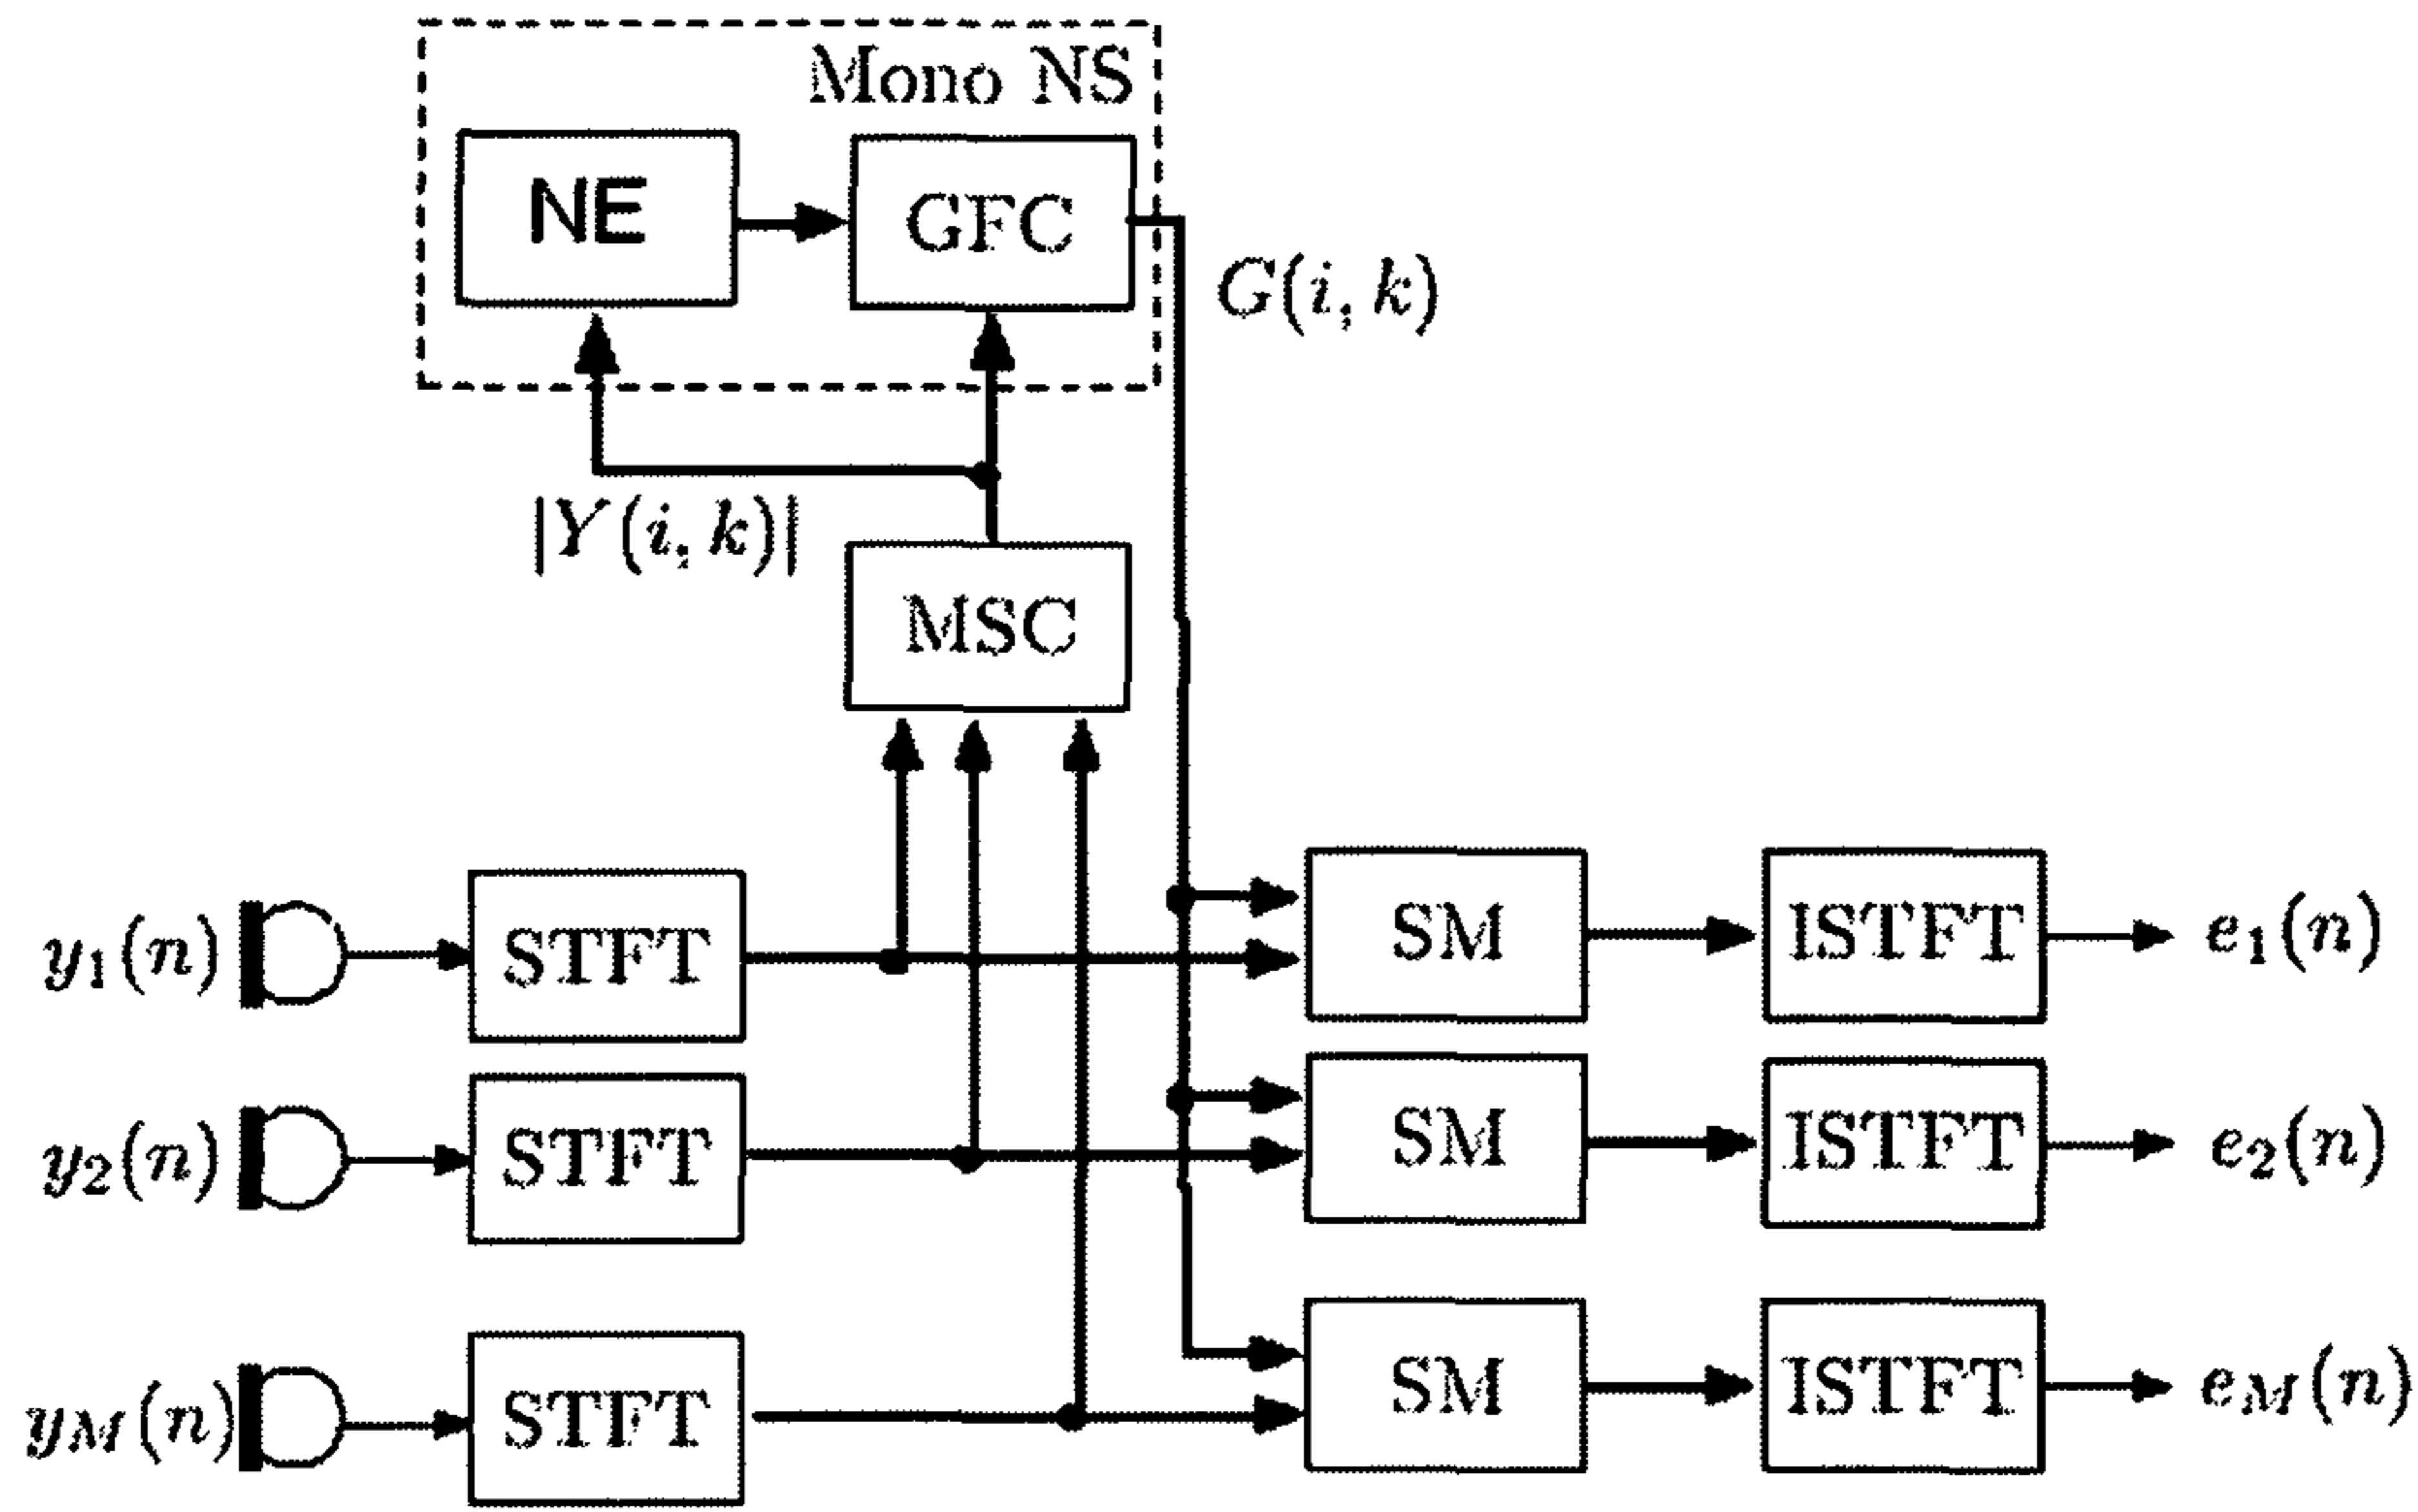 Mono NS
NE
GFC
G(i, k)
|Y(i, k)|
MSC
y₁(n)
STFT
SM
ISTFT
e₁(n)
y₂(n)
STFT
SM
ISTFT
e₂(n)
y_M(n)
STFT
SM
ISTFT
e_M(n)